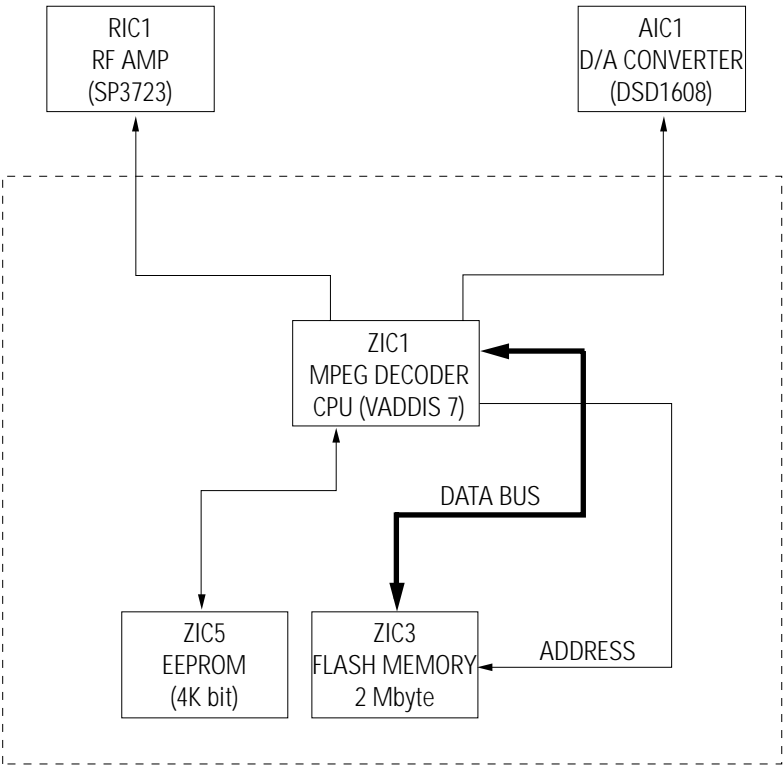 RIC1
RF AMP
(SP3723)
AIC1
D/A CONVERTER
(DSD1608)
ZIC1
MPEG DECODER
CPU (VADDIS 7)
DATA BUS
ZIC5
EEPROM
(4K bit)
ZIC3
FLASH MEMORY
2 Mbyte
ADDRESS